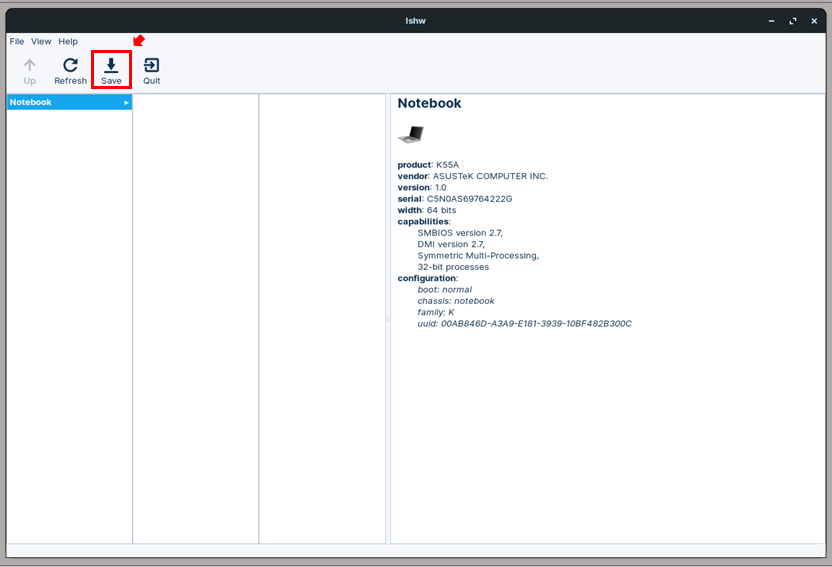 lshw
File View Help
Up Refresh Save Quit
Notebook
Notebook
product: K55A
vendor: ASUSTeK COMPUTER INC.
version: 1.0
serial: C5N0AS69764222G
width: 64 bits
capabilities:
SMBIOS version 2.7,
DMI version 2.7,
Symmetric Multi-Processing,
32-bit processes
configuration:
boot: normal
chassis: notebook
family: K
uuid: 00AB846D-A3A9-E181-3939-10BF482B300C